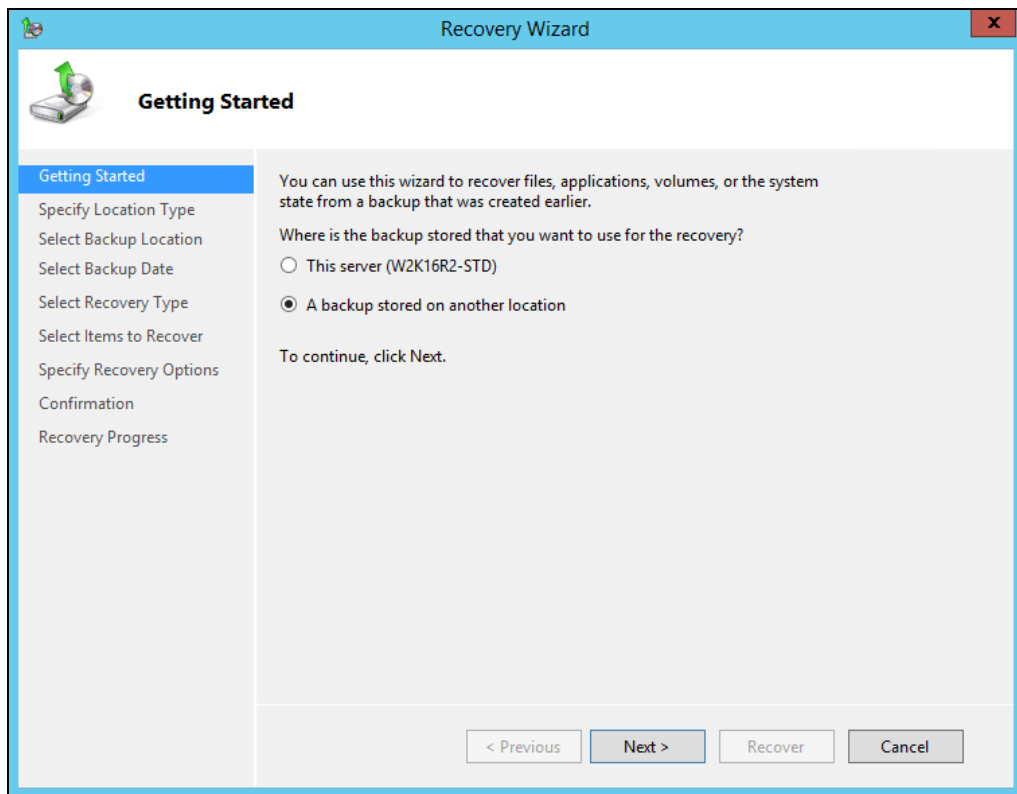 Recovery Wizard
x
Getting Started
Getting Started
Specify Location Type
Select Backup Location
Select Backup Date
Select Recovery Type
Select Items to Recover
Specify Recovery Options
Confirmation
Recovery Progress
You can use this wizard to recover files, applications, volumes, or the system
state from a backup that was created earlier.
Where is the backup stored that you want to use for the recovery?
This server (W2K16R2-STD)
A backup stored on another location
To continue, click Next.
< Previous
Next >
Recover
Cancel